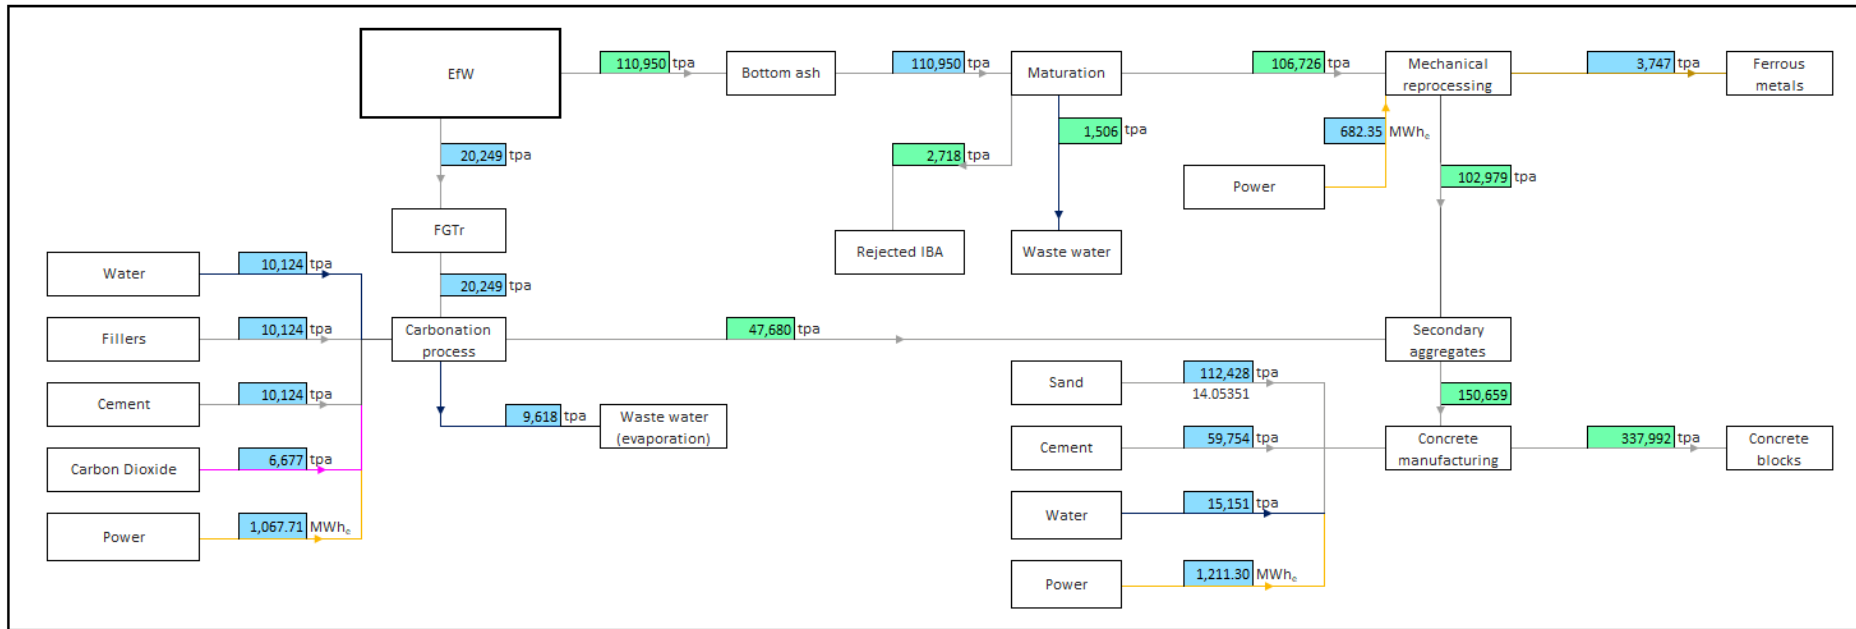 EfW
110,950 tpa
Bottom ash
110,950 tpa
Maturation
106,726 tpa
Mechanical
reprocessing
3,747 tpa
Ferrous
metals
20,249 tpa
2,718 tpa
1,506 tpa
682.35 MWhe
Power
102,979 tpa
FGTr
Rejected IBA
Waste water
Water
10,124 tpa
20,249 tpa
Fillers
10,124 tpa
Carbonation
process
47,680 tpa
Secondary
aggregates
Cement
10,124 tpa
9,618 tpa
Waste water
(evaporation)
Sand
112,428 tpa
14.05351
150,659
Carbon Dioxide
6,677 tpa
Cement
59,754 tpa
Concrete
manufacturing
337,992 tpa
Concrete
blocks
Power
1,067.71 MWhe
Water
15,151 tpa
Power
1,211.30 MWhe